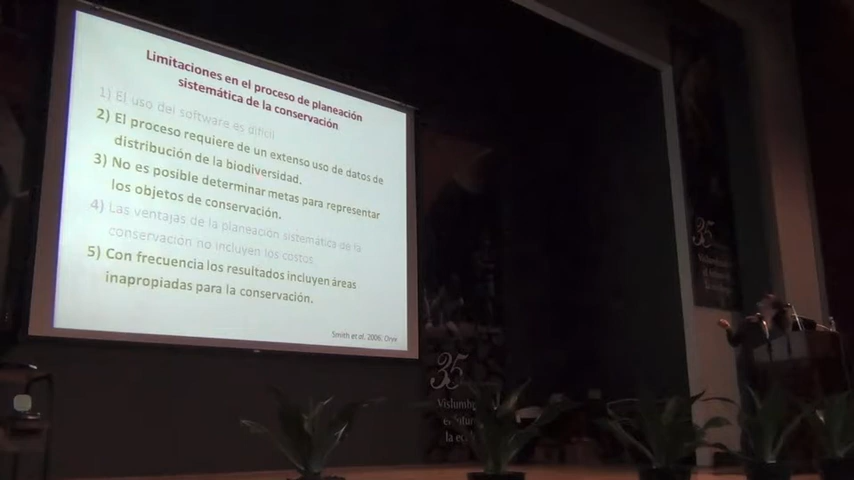 Limitaciones en el proceso de planeación
sistemática de la conservación
1) El uso del software es difícil
2) El proceso requiere de un extenso uso de datos de
distribución de la biodiversidad.
3) No es posible determinar metas para representar
los objetos de conservación.
4) Las ventajas de la planeación sistemática de la
conservación no incluyen los costos
5) Con frecuencia los resultados incluyen áreas
inapropiadas para la conservación.
Smith et al. 2006, Oryx
35
35